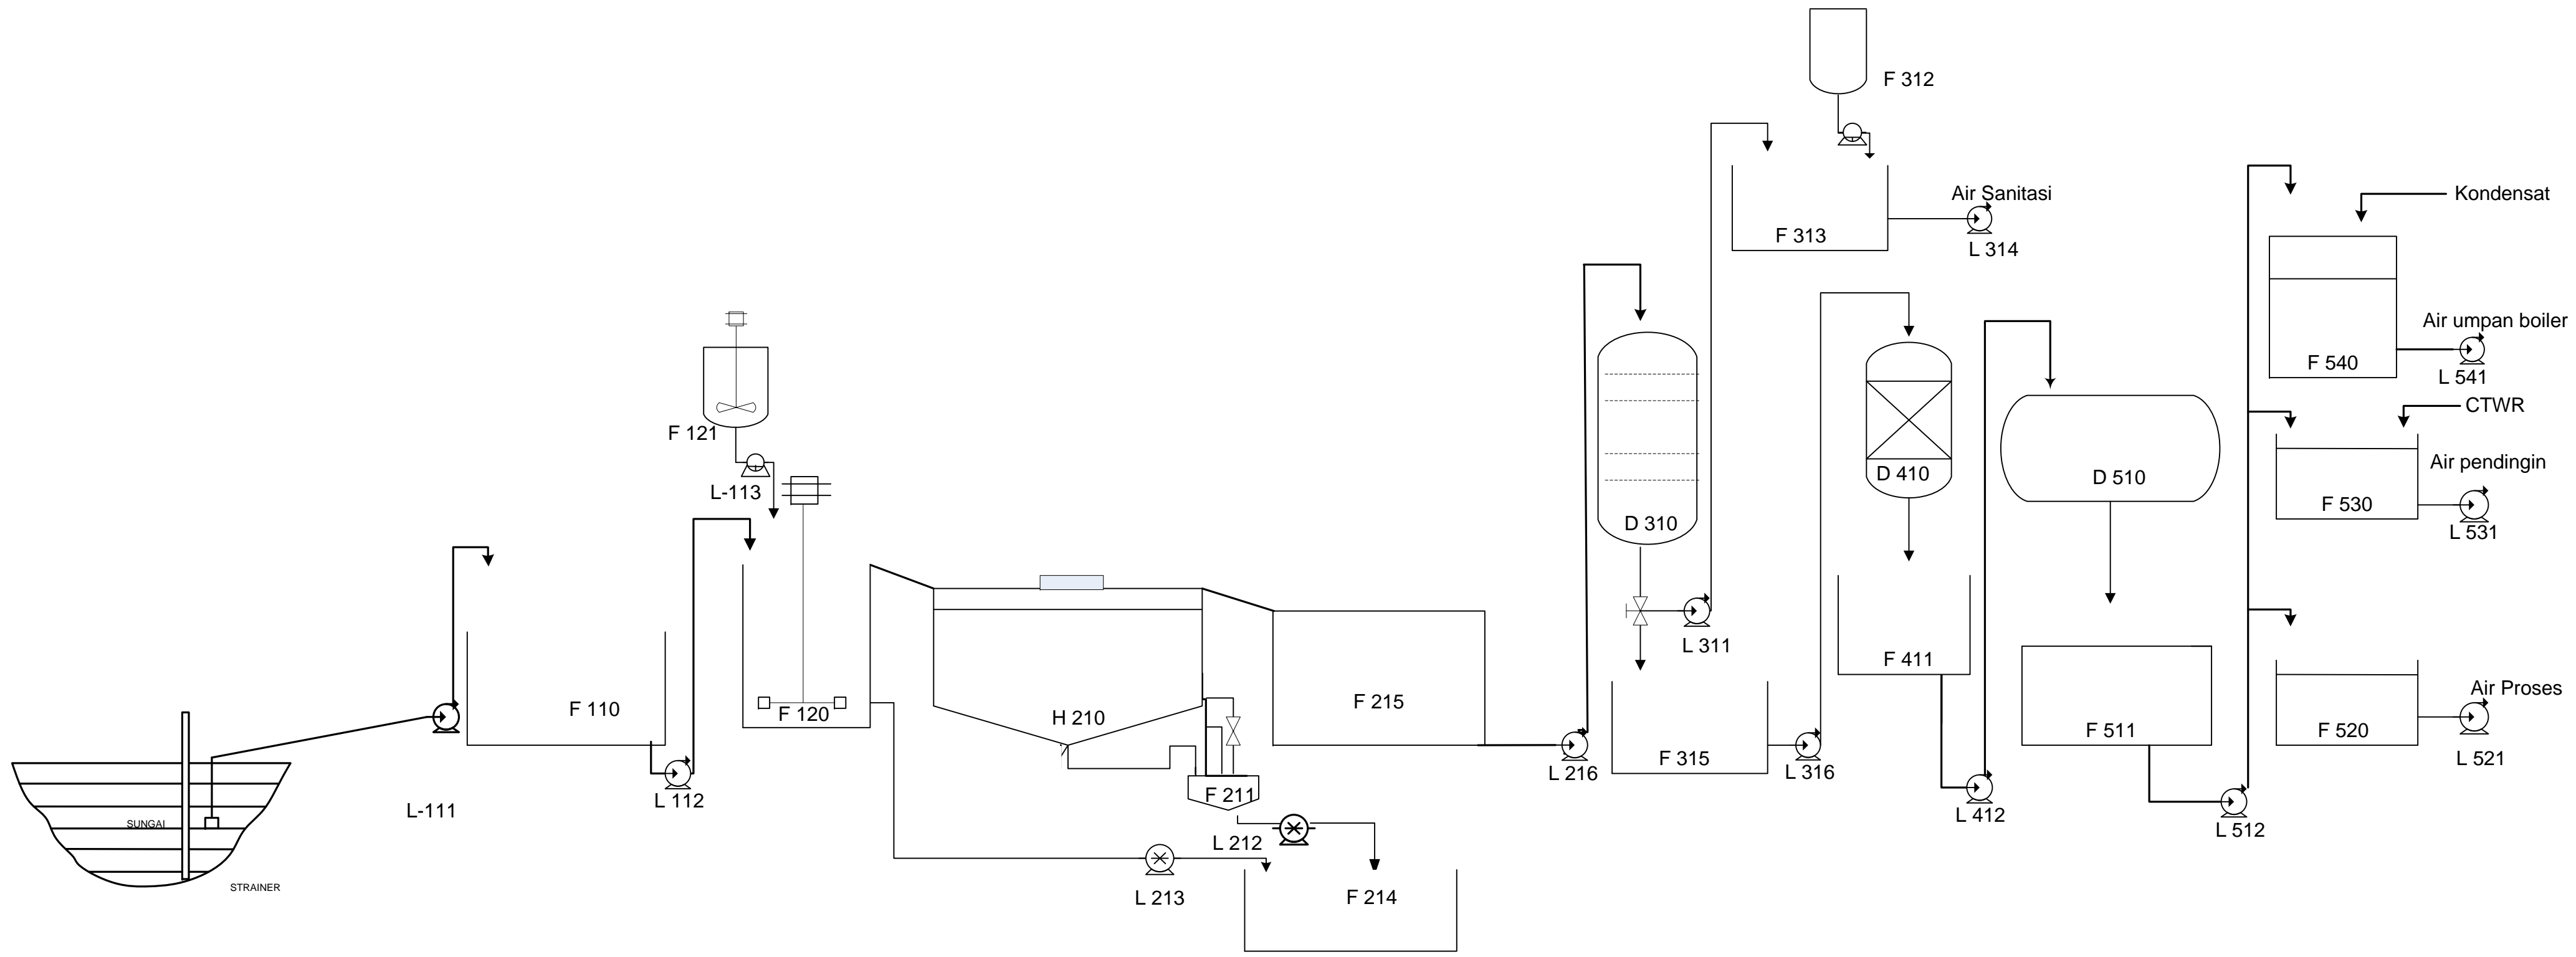 F 312
Air Sanitasi
F 313
L 314
Kondensat
Air umpan boiler
F 540
L 541
CTWR
Air pendingin
F 530
L 531
F 121
L-113
D 410
D 510
D 310
L 311
F 411
F 110
F 120
H 210
F 215
F 511
F 520
Air Proses
L 521
F 315
L 316
L 216
F 211
L 112
L-111
L 412
L 512
SUNGAI
STRAINER
L 212
L 213
F 214